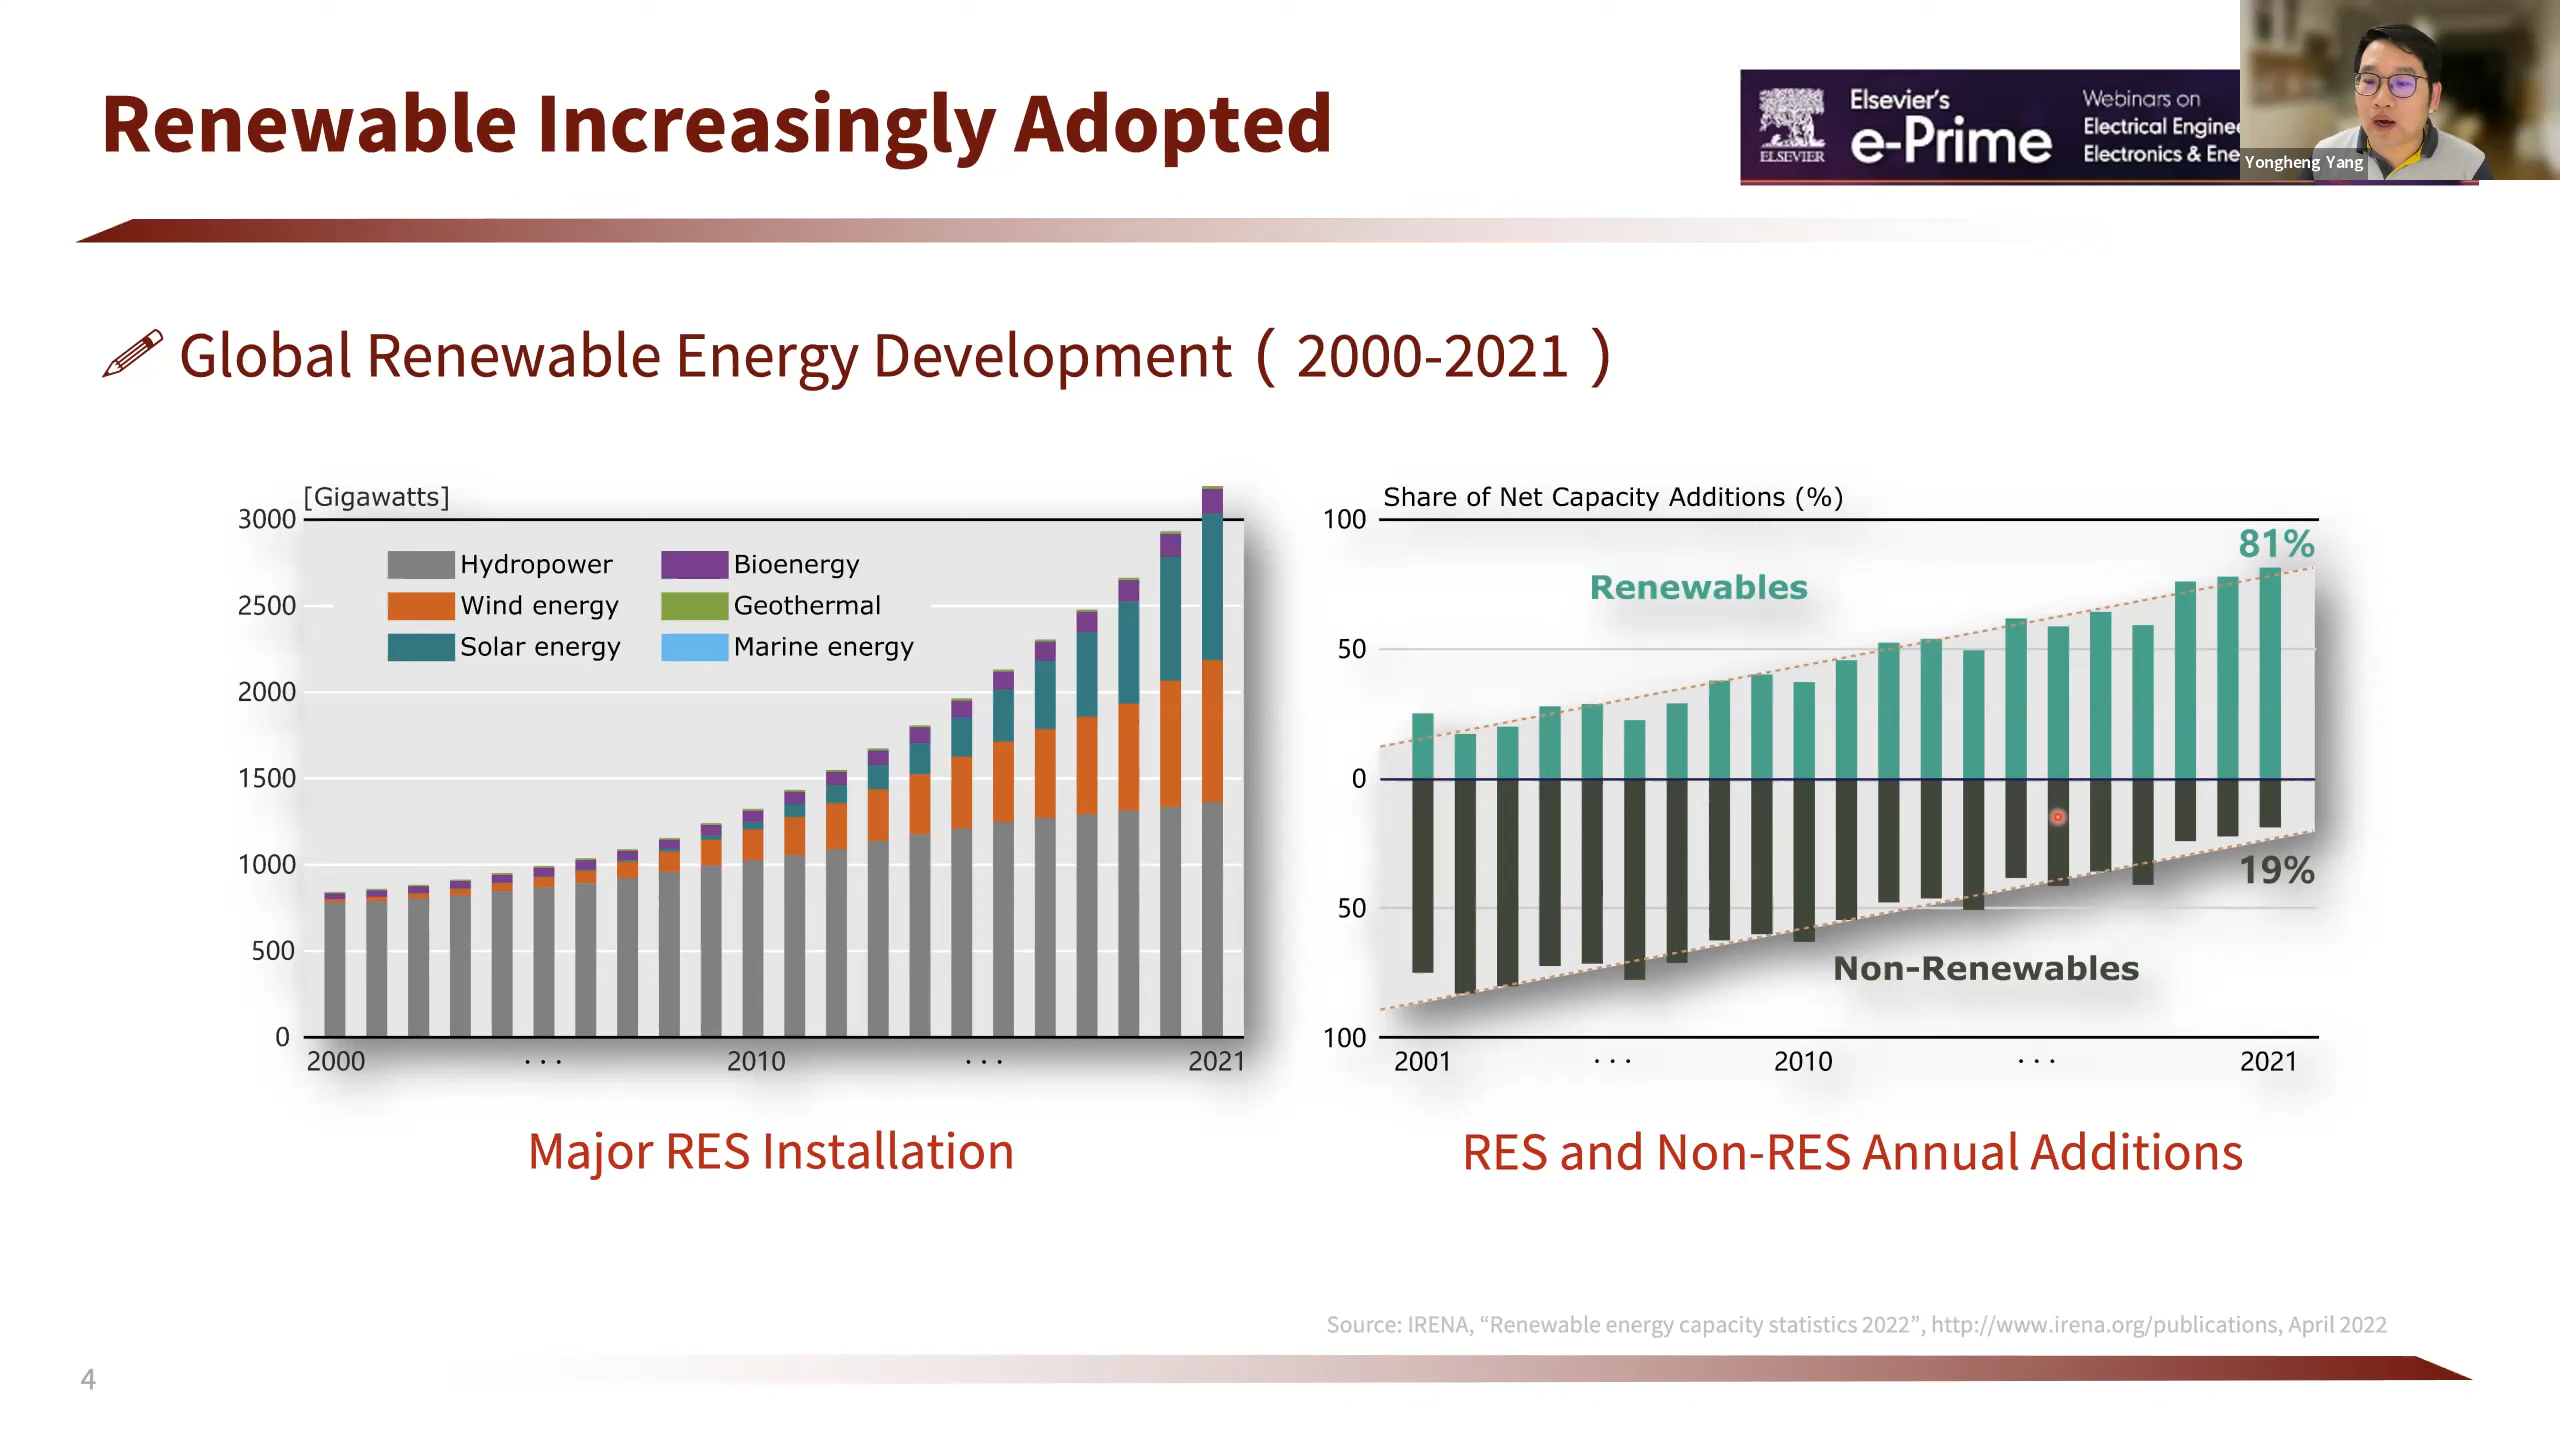 Renewable Increasingly Adopted
ELSEVIER
Elsevier's
e-Prime
Webinars on
Electrical
Electronics &
Yongheng Yang
Global Renewable Energy Development ( 2000-2021 )
[Gigawatts]
3000
2500
2000
1500
1000
500
0
Hydropower
Wind energy
Solar energy
Bioenergy
Geothermal
Marine energy
2000 ... 2010 ... 2021
Major RES Installation
Share of Net Capacity Additions (%)
100
50
0
50
100
Renewables
81%
19%
Non-Renewables
2001 ... 2010 ... 2021
RES and Non-RES Annual Additions
Source: IRENA, “Renewable energy capacity statistics 2022”, http://www.irena.org/publications, April 2022
4